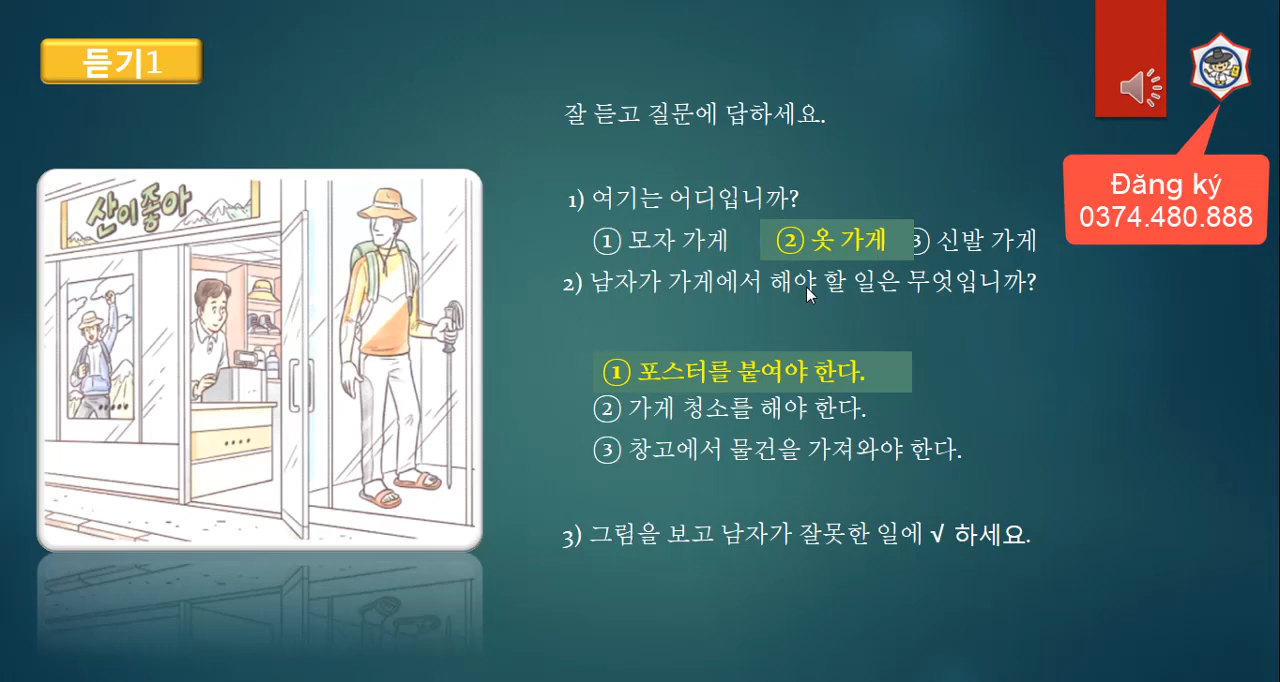 듣기1
잘 듣고 질문에 답하세요.
1) 여기는 어디입니까?
① 모자 가게 ② 옷 가게 ③ 신발 가게
2) 남자가 가게에서 해야 할 일은 무엇입니까?
① 포스터를 붙여야 한다.
② 가게 청소를 해야 한다.
③ 창고에서 물건을 가져와야 한다.
3) 그림을 보고 남자가 잘못한 일에 √ 하세요.
산이좋아
Đăng ký
0374.480.888